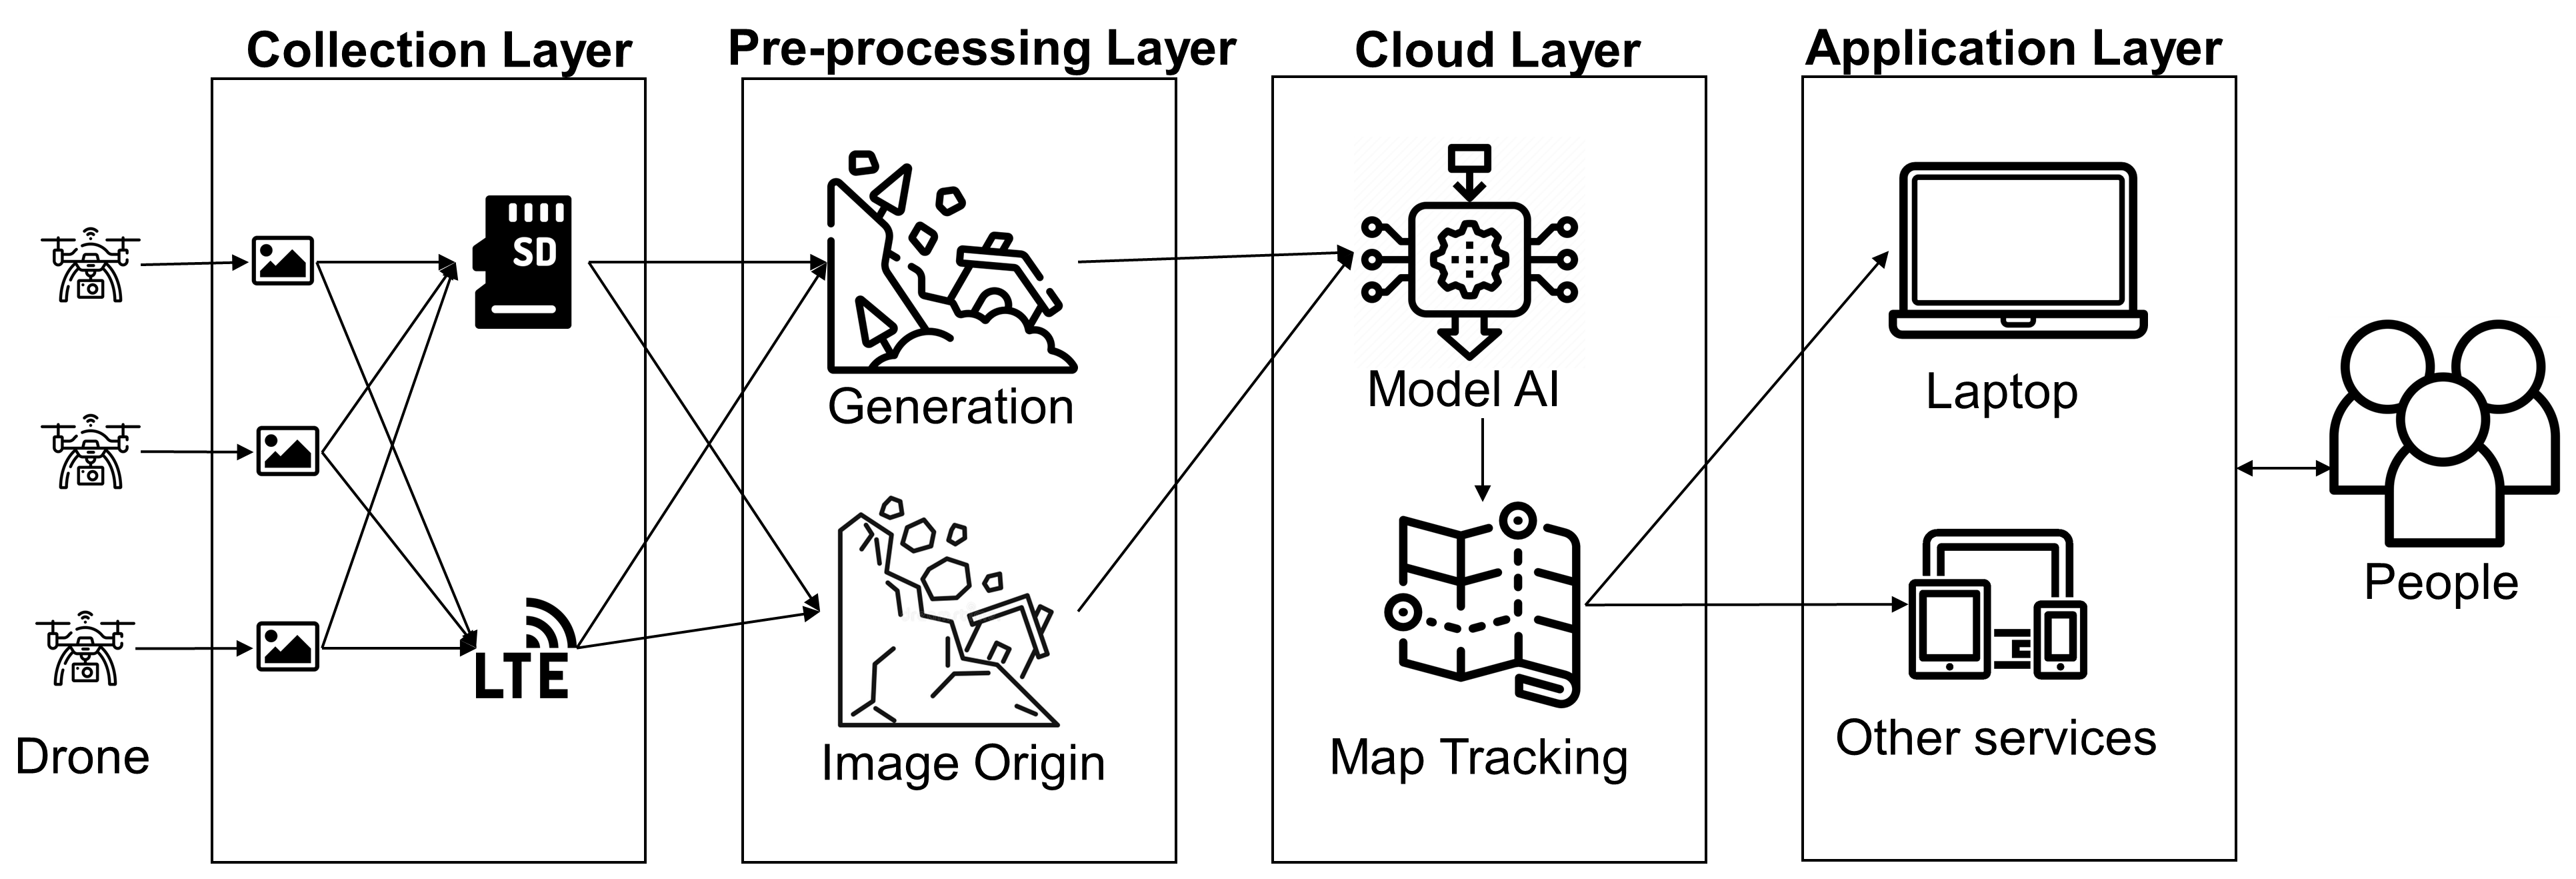 Collection Layer
Pre-processing Layer
Cloud Layer
Application Layer
SD
LTE
Drone
Generation
Image Origin
Model AI
Map Tracking
Laptop
Other services
People